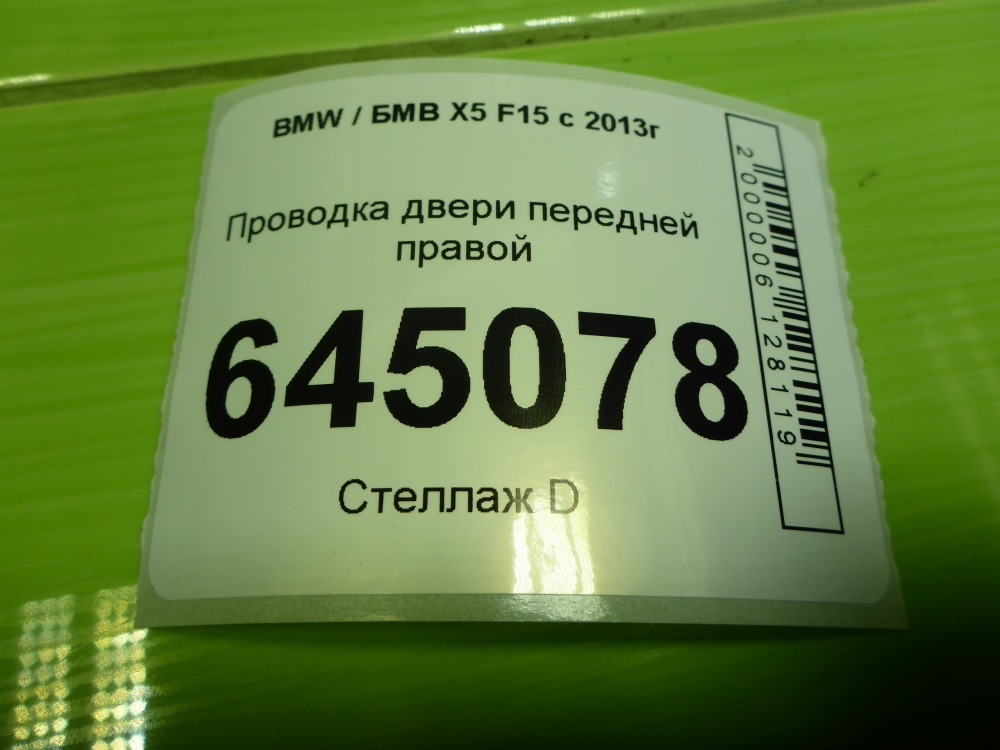 BMW / БМВ X5 F15 с 2013г
Проводка двери передней
правой
645078
Стеллаж D
2000006128119